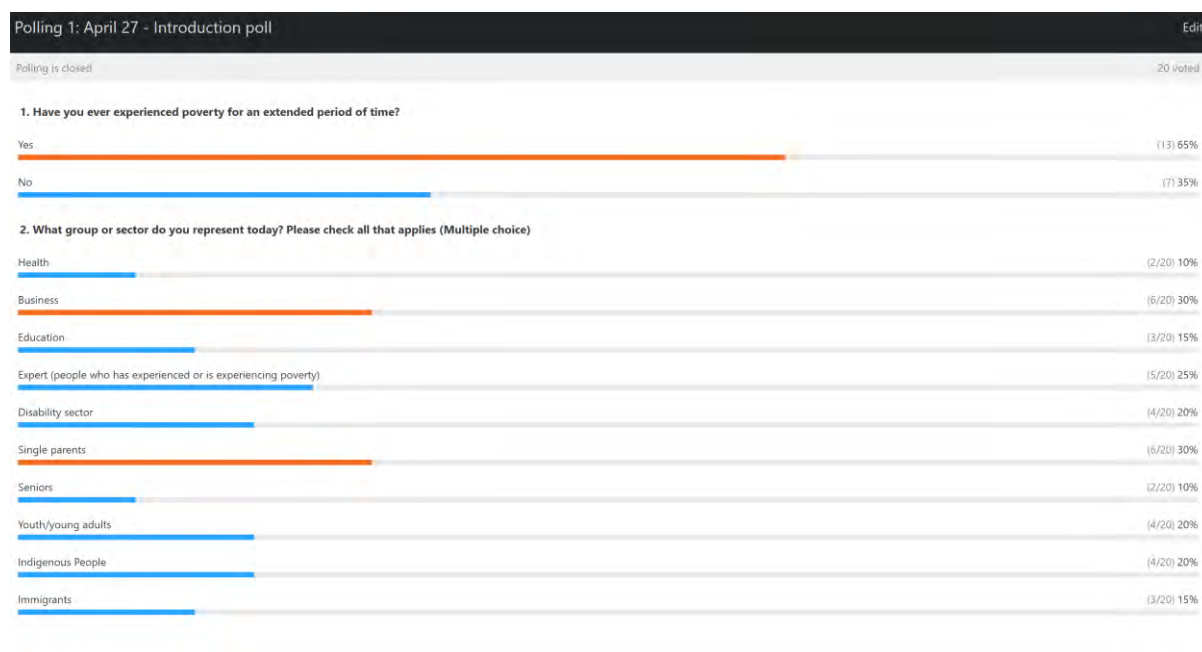 Polling 1: April 27 - Introduction poll Edit
Polling is closed 20 voted
1. Have you ever experienced poverty for an extended period of time?
Yes (13) 65%
No (7) 35%
2. What group or sector do you represent today? Please check all that applies (Multiple choice)
Health (2/20) 10%
Business (6/20) 30%
Education (3/20) 15%
Expert (people who has experienced or is experiencing poverty) (5/20) 25%
Disability sector (4/20) 20%
Single parents (6/20) 30%
Seniors (2/20) 10%
Youth/young adults (4/20) 20%
Indigenous People (4/20) 20%
Immigrants (3/20) 15%